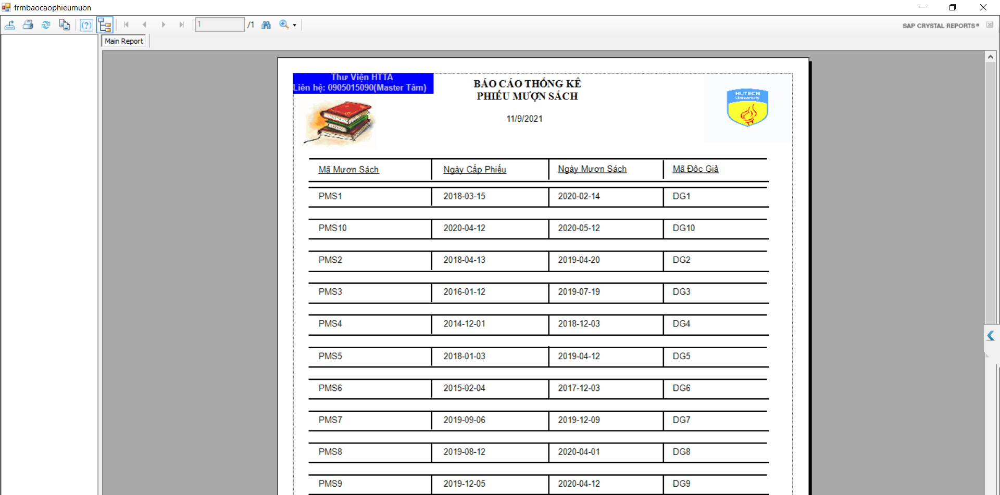 frmbaocaophieumuon
1 /1
SAP CRYSTAL REPORTS®
Main Report
Thư Viện HTTA
Liên hệ: 0905015090(Master Tâm)
BÁO CÁO THỐNG KÊ
PHIẾU MƯỢN SÁCH
11/9/2021
HUTECH
University
Mã Mươn Sách Ngày Cấp Phiếu Ngày Mươn Sách Mã Đôc Giả
PMS1 2018-03-15 2020-02-14 DG1
PMS10 2020-04-12 2020-05-12 DG10
PMS2 2018-04-13 2019-04-20 DG2
PMS3 2016-01-12 2019-07-19 DG3
PMS4 2014-12-01 2018-12-03 DG4
PMS5 2018-01-03 2019-04-12 DG5
PMS6 2015-02-04 2017-12-03 DG6
PMS7 2019-09-06 2019-12-09 DG7
PMS8 2019-08-12 2020-04-01 DG8
PMS9 2019-12-05 2020-04-12 DG9